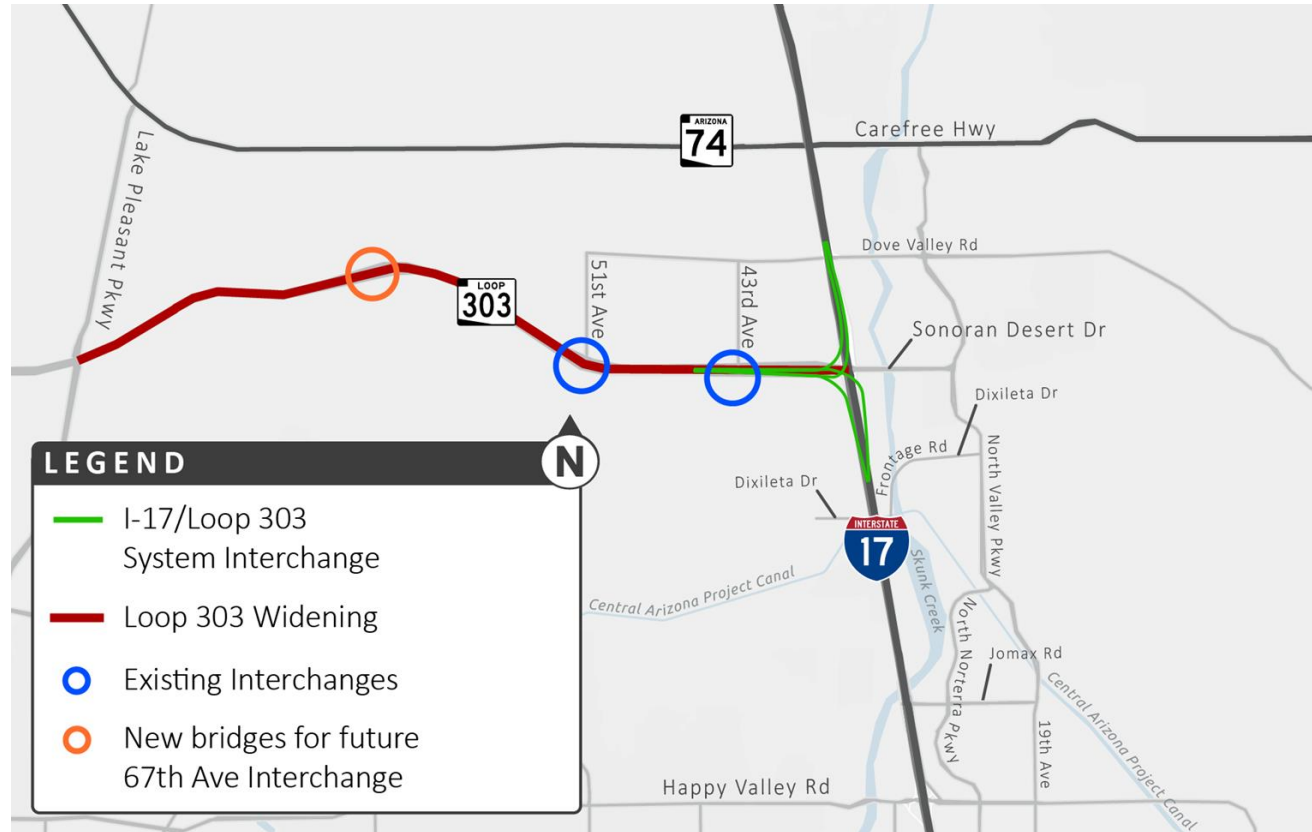 ARIZONA
74
Carefree Hwy
Lake Pleasant Pkwy
Dove Valley Rd
51st Ave
43rd Ave
LOOP
303
Sonoran Desert Dr
Dixileta Dr
North Valley Pkwy
Frontage Rd
Dixileta Dr
INTERSTATE
17
Skunk Creek
Central Arizona Project Canal
N North Norterra Pkwy
Jomax Rd
Central Arizona Project Canal
19th Ave
Happy Valley Rd
N
LEGEND
I-17/Loop 303
System Interchange
Loop 303 Widening
Existing Interchanges
New bridges for future
67th Ave Interchange